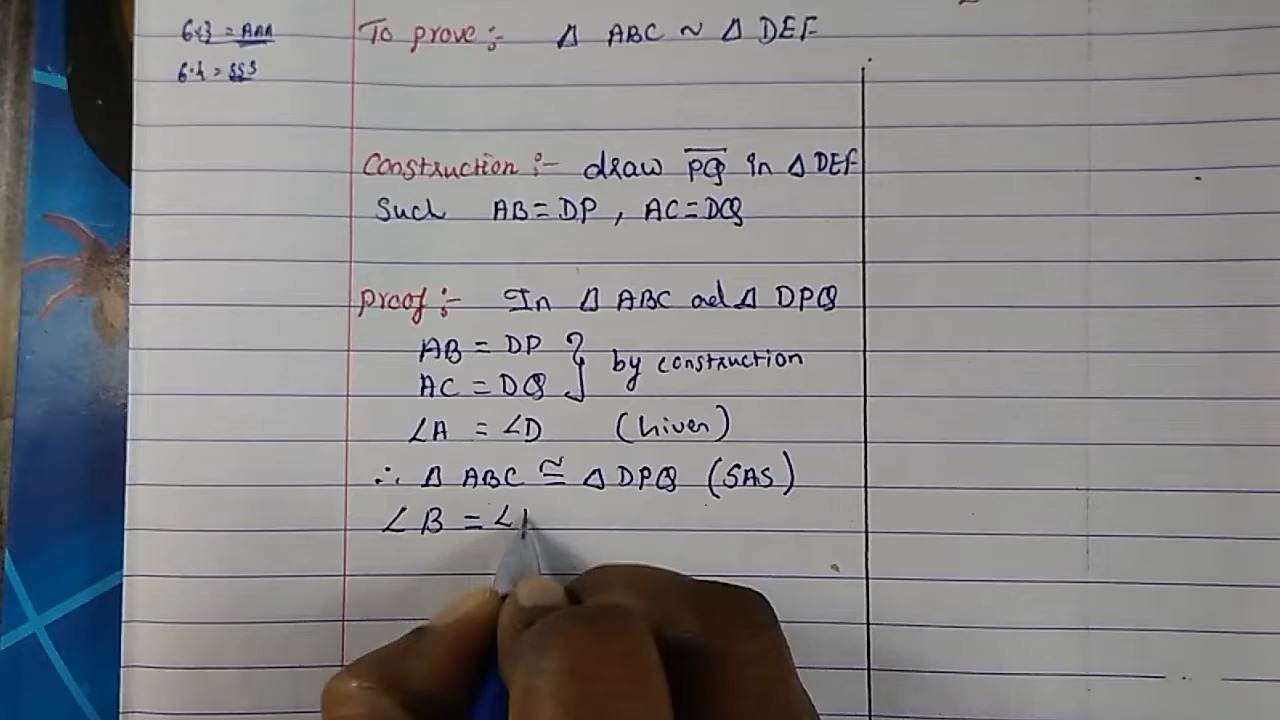 6.3 = AAA
To prove :- Δ ABC ~ Δ DEF
6.4 = SSS
Construction :- draw PQ in Δ DEF
Such AB = DP , AC = DQ
Proof :- In Δ ABC ad Δ DPQ
AB = DP
AC = DQ } by construction
∠A = ∠D (Given)
∴ Δ ABC ≅ Δ DPQ (SAS)
∠B = ∠